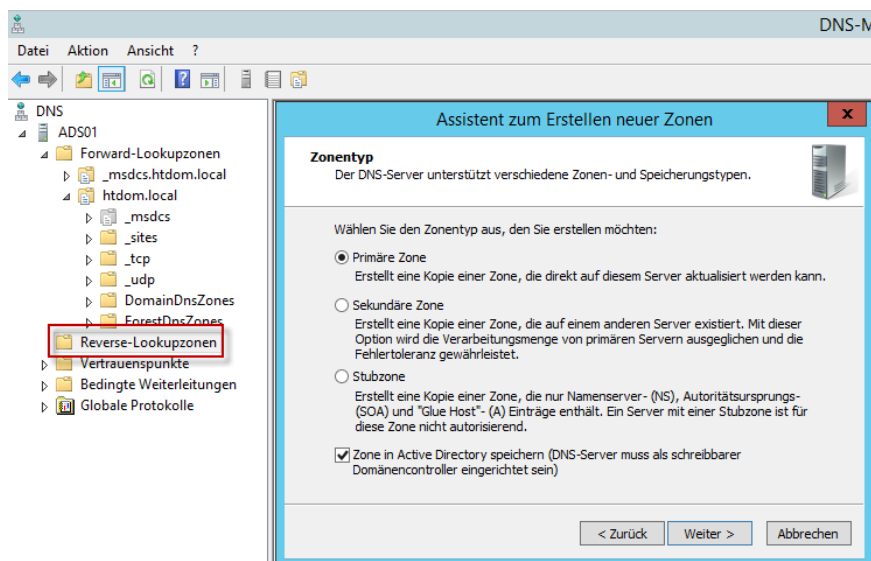 DNS-M
Datei Aktion Ansicht ?
DNS
ADS01
Forward-Lookupzonen
_msdcs.htdom.local
htdom.local
_msdcs
_sites
_tcp
_udp
DomainDnsZones
ForestDnsZones
Reverse-Lookupzonen
Vertrauenspunkte
Bedingte Weiterleitungen
Globale Protokolle
Assistent zum Erstellen neuer Zonen
x
Zonentyp
Der DNS-Server unterstützt verschiedene Zonen- und Speicherungstypen.
Wählen Sie den Zonentyp aus, den Sie erstellen möchten:
Primäre Zone
Erstellt eine Kopie einer Zone, die direkt auf diesem Server aktualisiert werden kann.
Sekundäre Zone
Erstellt eine Kopie einer Zone, die auf einem anderen Server existiert. Mit dieser
Option wird die Verarbeitungsmenge von primären Servern ausgeglichen und die
Fehlertoleranz gewährleistet.
Stubzone
Erstellt eine Kopie einer Zone, die nur Namenserver- (NS), Autoritätsursprungs-
(SOA) und "Glue Host"- (A) Einträge enthält. Ein Server mit einer Stubzone ist für
diese Zone nicht autorisierend.
Zone in Active Directory speichern (DNS-Server muss als schreibbarer
Domänencontroller eingerichtet sein)
< Zurück Weiter > Abbrechen